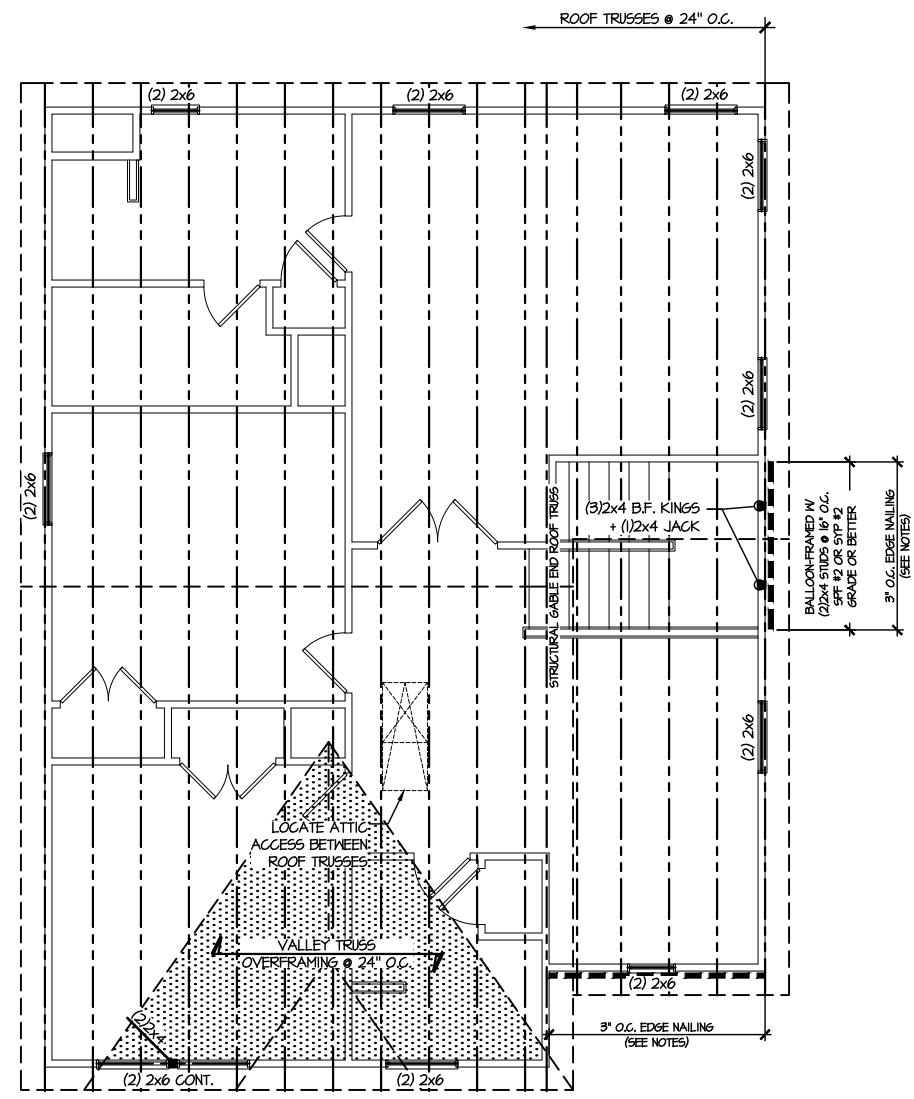 ROOF TRUSSES @ 24" O.C.
(2) 2x6
(2) 2x6
(2) 2x6
(2) 2x6
(2) 2x6
(2) 2x6
STRUCTURAL GABLE END ROOF TRUSS
(3)2x4 B.F. KINGS
+ (1)2x4 JACK
BALLOON-FRAMED W/
(2)2x4 STUDS @ 16" O.C.
SPF #2 OR SYP #2
GRADE OR BETTER
3" O.C. EDGE NAILING
(SEE NOTES)
(2) 2x6
LOCATE ATTIC
ACCESS BETWEEN
ROOF TRUSSES
VALLEY TRUSS
OVERFRAMING @ 24" O.C.
(2) 2x6
3" O.C. EDGE NAILING
(SEE NOTES)
(2)2x4
(2) 2x6 CONT.
(2) 2x6